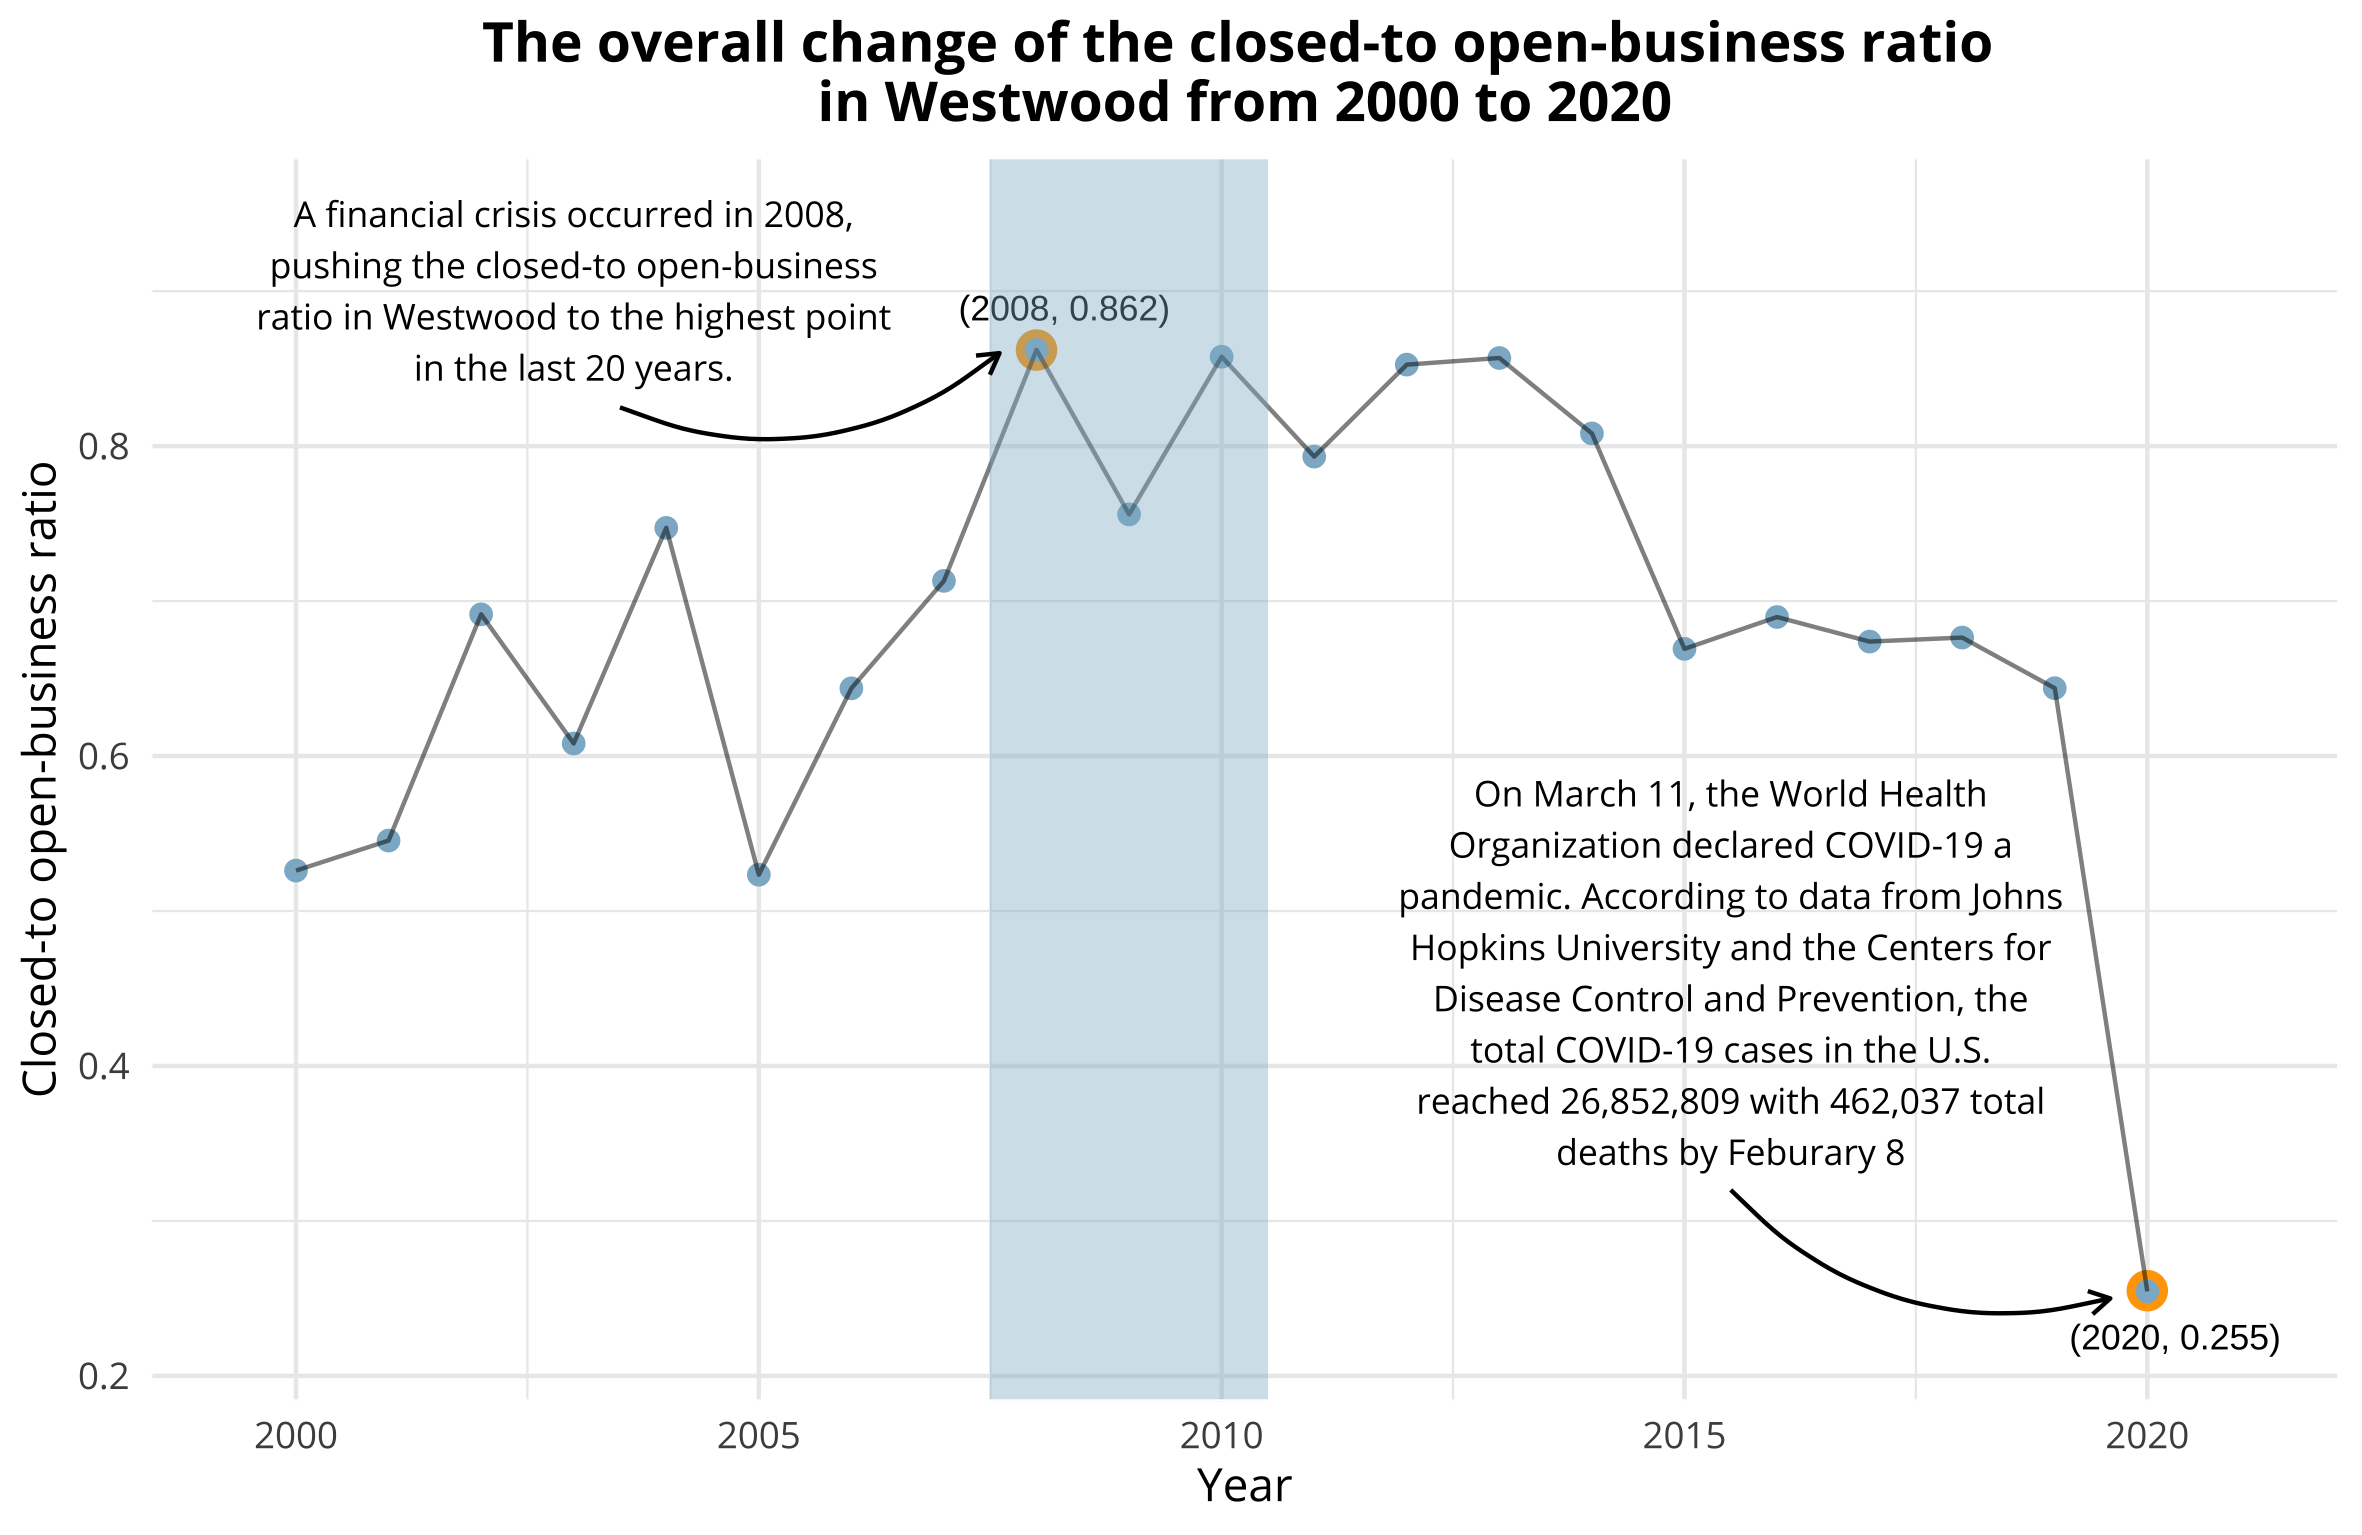 The overall change of the closed-to open-business ratio
in Westwood from 2000 to 2020
A financial crisis occurred in 2008,
pushing the closed-to open-business
ratio in Westwood to the highest point
in the last 20 years.
(2008, 0.862)
On March 11, the World Health
Organization declared COVID-19 a
pandemic. According to data from Johns
Hopkins University and the Centers for
Disease Control and Prevention, the
total COVID-19 cases in the U.S.
reached 26,852,809 with 462,037 total
deaths by Feburary 8
(2020, 0.255)
Closed-to open-business ratio
0.8
0.6
0.4
0.2
2000
2005
2010
2015
2020
Year